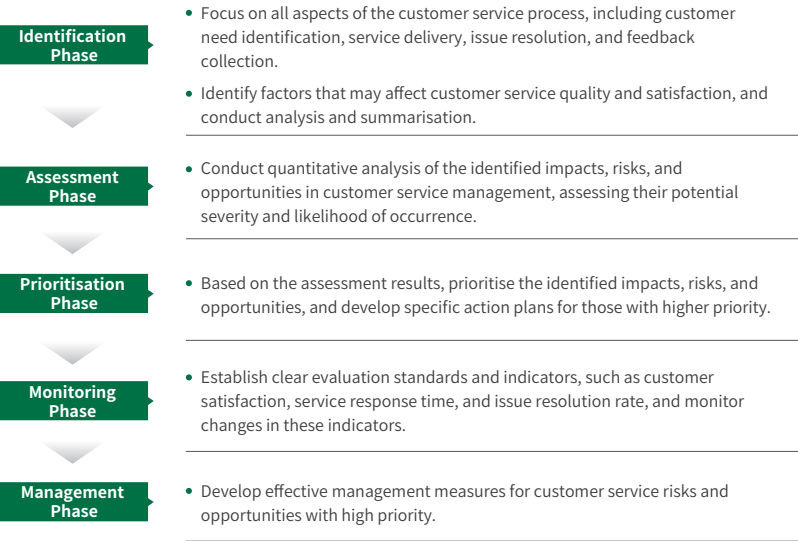 Identification
Phase
• Focus on all aspects of the customer service process, including customer
need identification, service delivery, issue resolution, and feedback
collection.
• Identify factors that may affect customer service quality and satisfaction, and
conduct analysis and summarisation.
Assessment
Phase
• Conduct quantitative analysis of the identified impacts, risks, and
opportunities in customer service management, assessing their potential
severity and likelihood of occurrence.
Prioritisation
Phase
• Based on the assessment results, prioritise the identified impacts, risks, and
opportunities, and develop specific action plans for those with higher priority.
Monitoring
Phase
• Establish clear evaluation standards and indicators, such as customer
satisfaction, service response time, and issue resolution rate, and monitor
changes in these indicators.
Management
Phase
• Develop effective management measures for customer service risks and
opportunities with high priority.